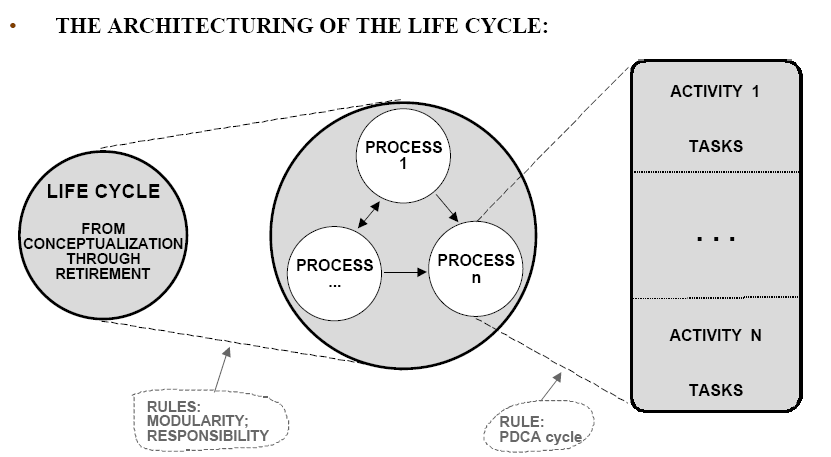 • THE ARCHITECTURING OF THE LIFE CYCLE:
LIFE CYCLE
FROM
CONCEPTUALIZATION
THROUGH
RETIREMENT
PROCESS
1
PROCESS
...
PROCESS
n
ACTIVITY 1
TASKS
...
ACTIVITY N
TASKS
RULES:
MODULARITY;
RESPONSIBILITY
RULE:
PDCA cycle